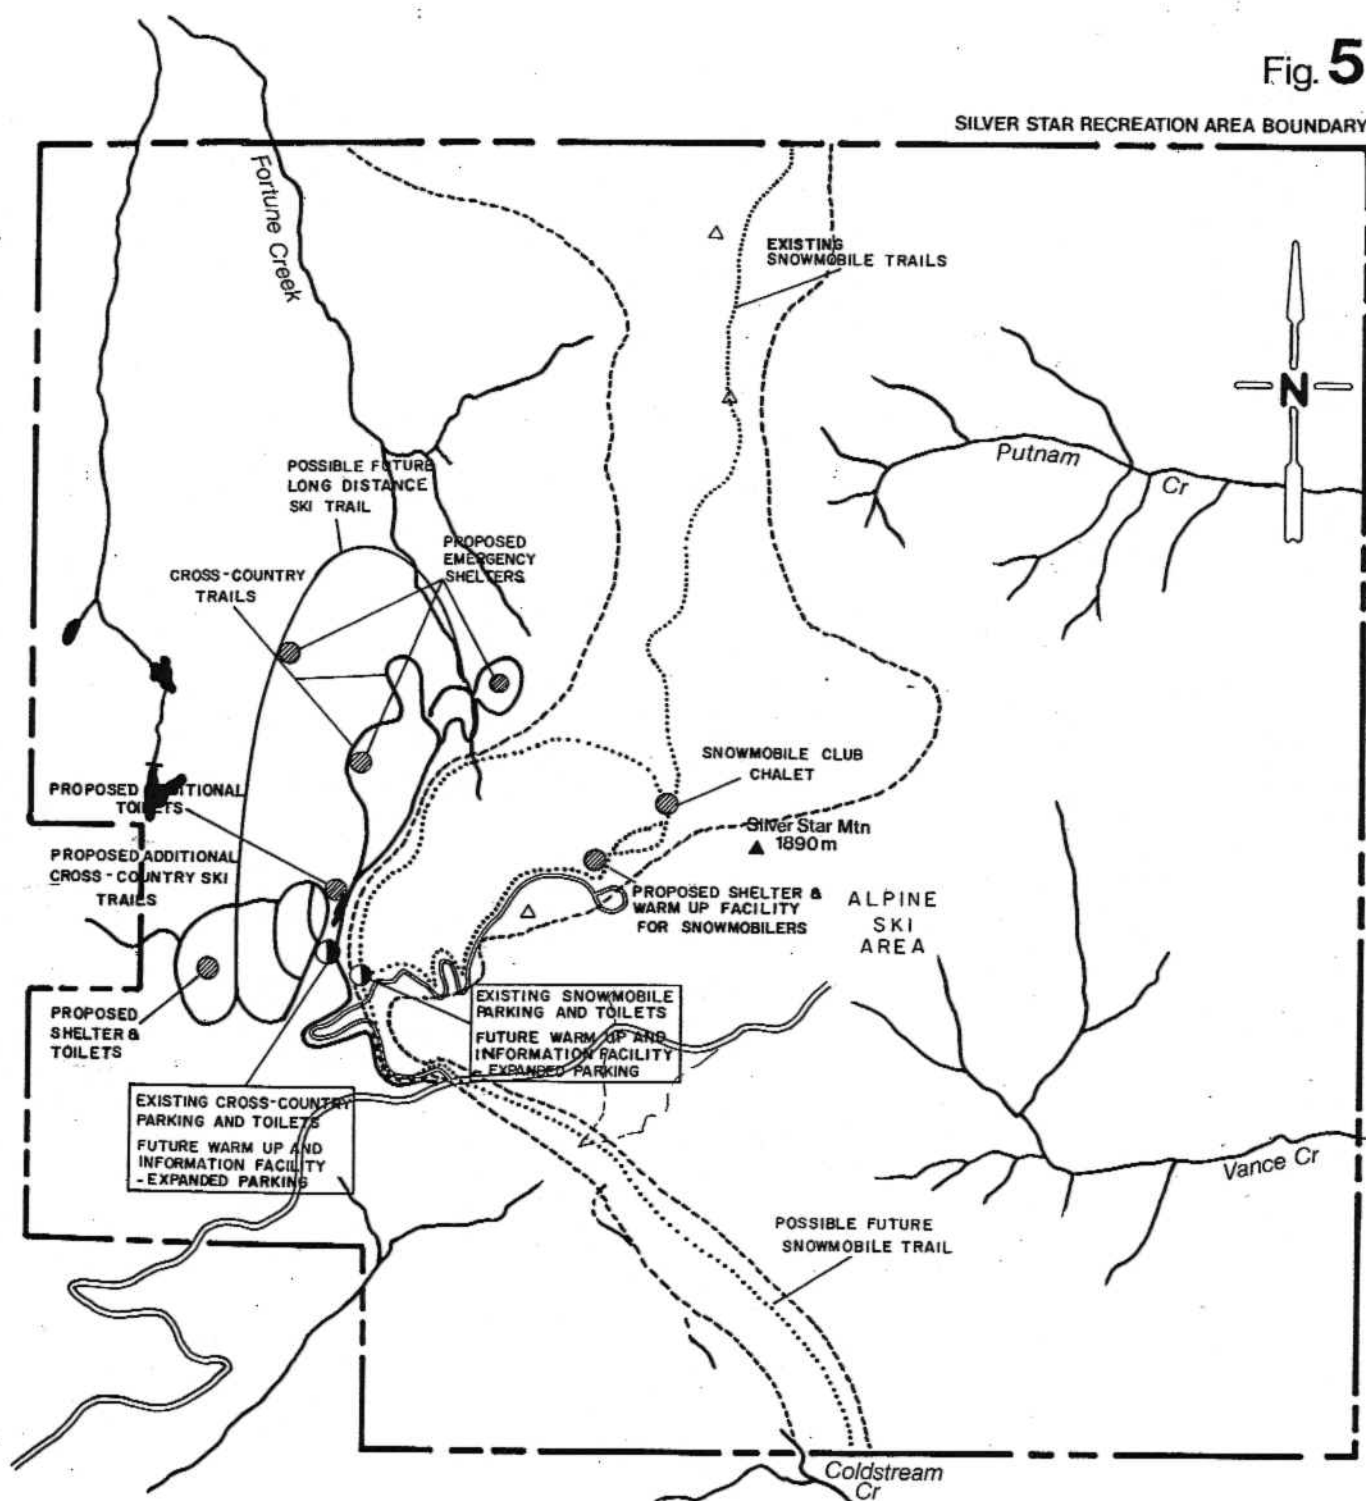 Fig. 5
SILVER STAR RECREATION AREA BOUNDARY
Fortune Creek
EXISTING
SNOWMOBILE TRAILS
N
Putnam
Cr
POSSIBLE FUTURE
LONG DISTANCE
SKI TRAIL
PROPOSED
EMERGENCY
SHELTERS
CROSS-COUNTRY
TRAILS
SNOWMOBILE CLUB
CHALET
PROPOSED ADDITIONAL
TOILETS
Silver Star Mtn
1890m
PROPOSED ADDITIONAL
CROSS-COUNTRY SKI
TRAILS
PROPOSED SHELTER &
WARM UP FACILITY
FOR SNOWMOBILERS
ALPINE
SKI
AREA
PROPOSED
SHELTER &
TOILETS
EXISTING SNOWMOBILE
PARKING AND TOILETS
FUTURE WARM UP AND
INFORMATION FACILITY
- EXPANDED PARKING
EXISTING CROSS-COUNTRY
PARKING AND TOILETS
FUTURE WARM UP AND
INFORMATION FACILITY
- EXPANDED PARKING
Vance Cr
POSSIBLE FUTURE
SNOWMOBILE TRAIL
Coldstream
Cr